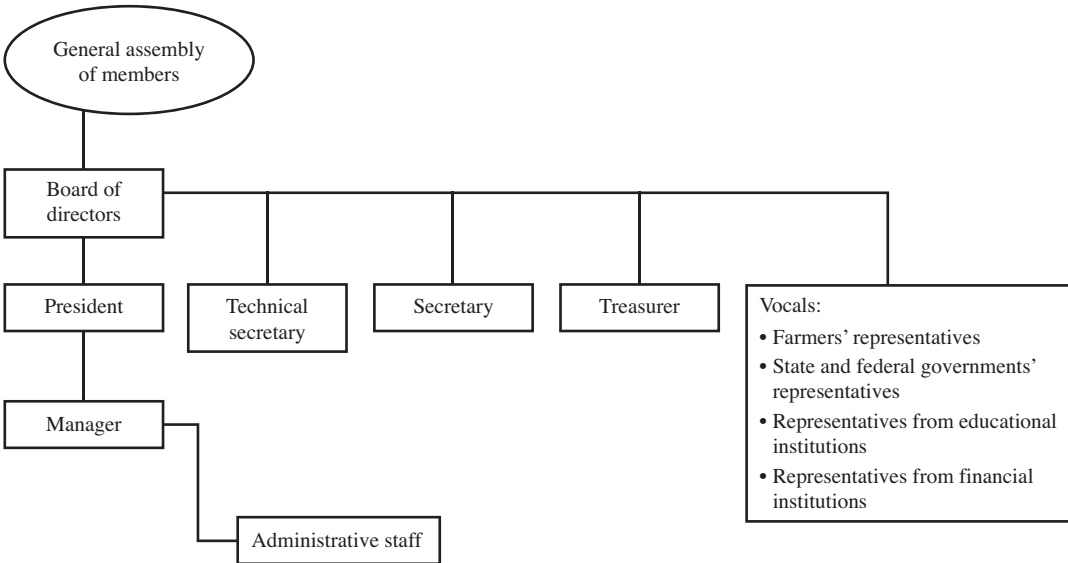 General assembly
of members
Board of
directors
President
Technical
secretary
Secretary
Treasurer
Vocals:
• Farmers’ representatives
• State and federal governments’
representatives
• Representatives from educational
institutions
• Representatives from financial
institutions
Manager
Administrative staff